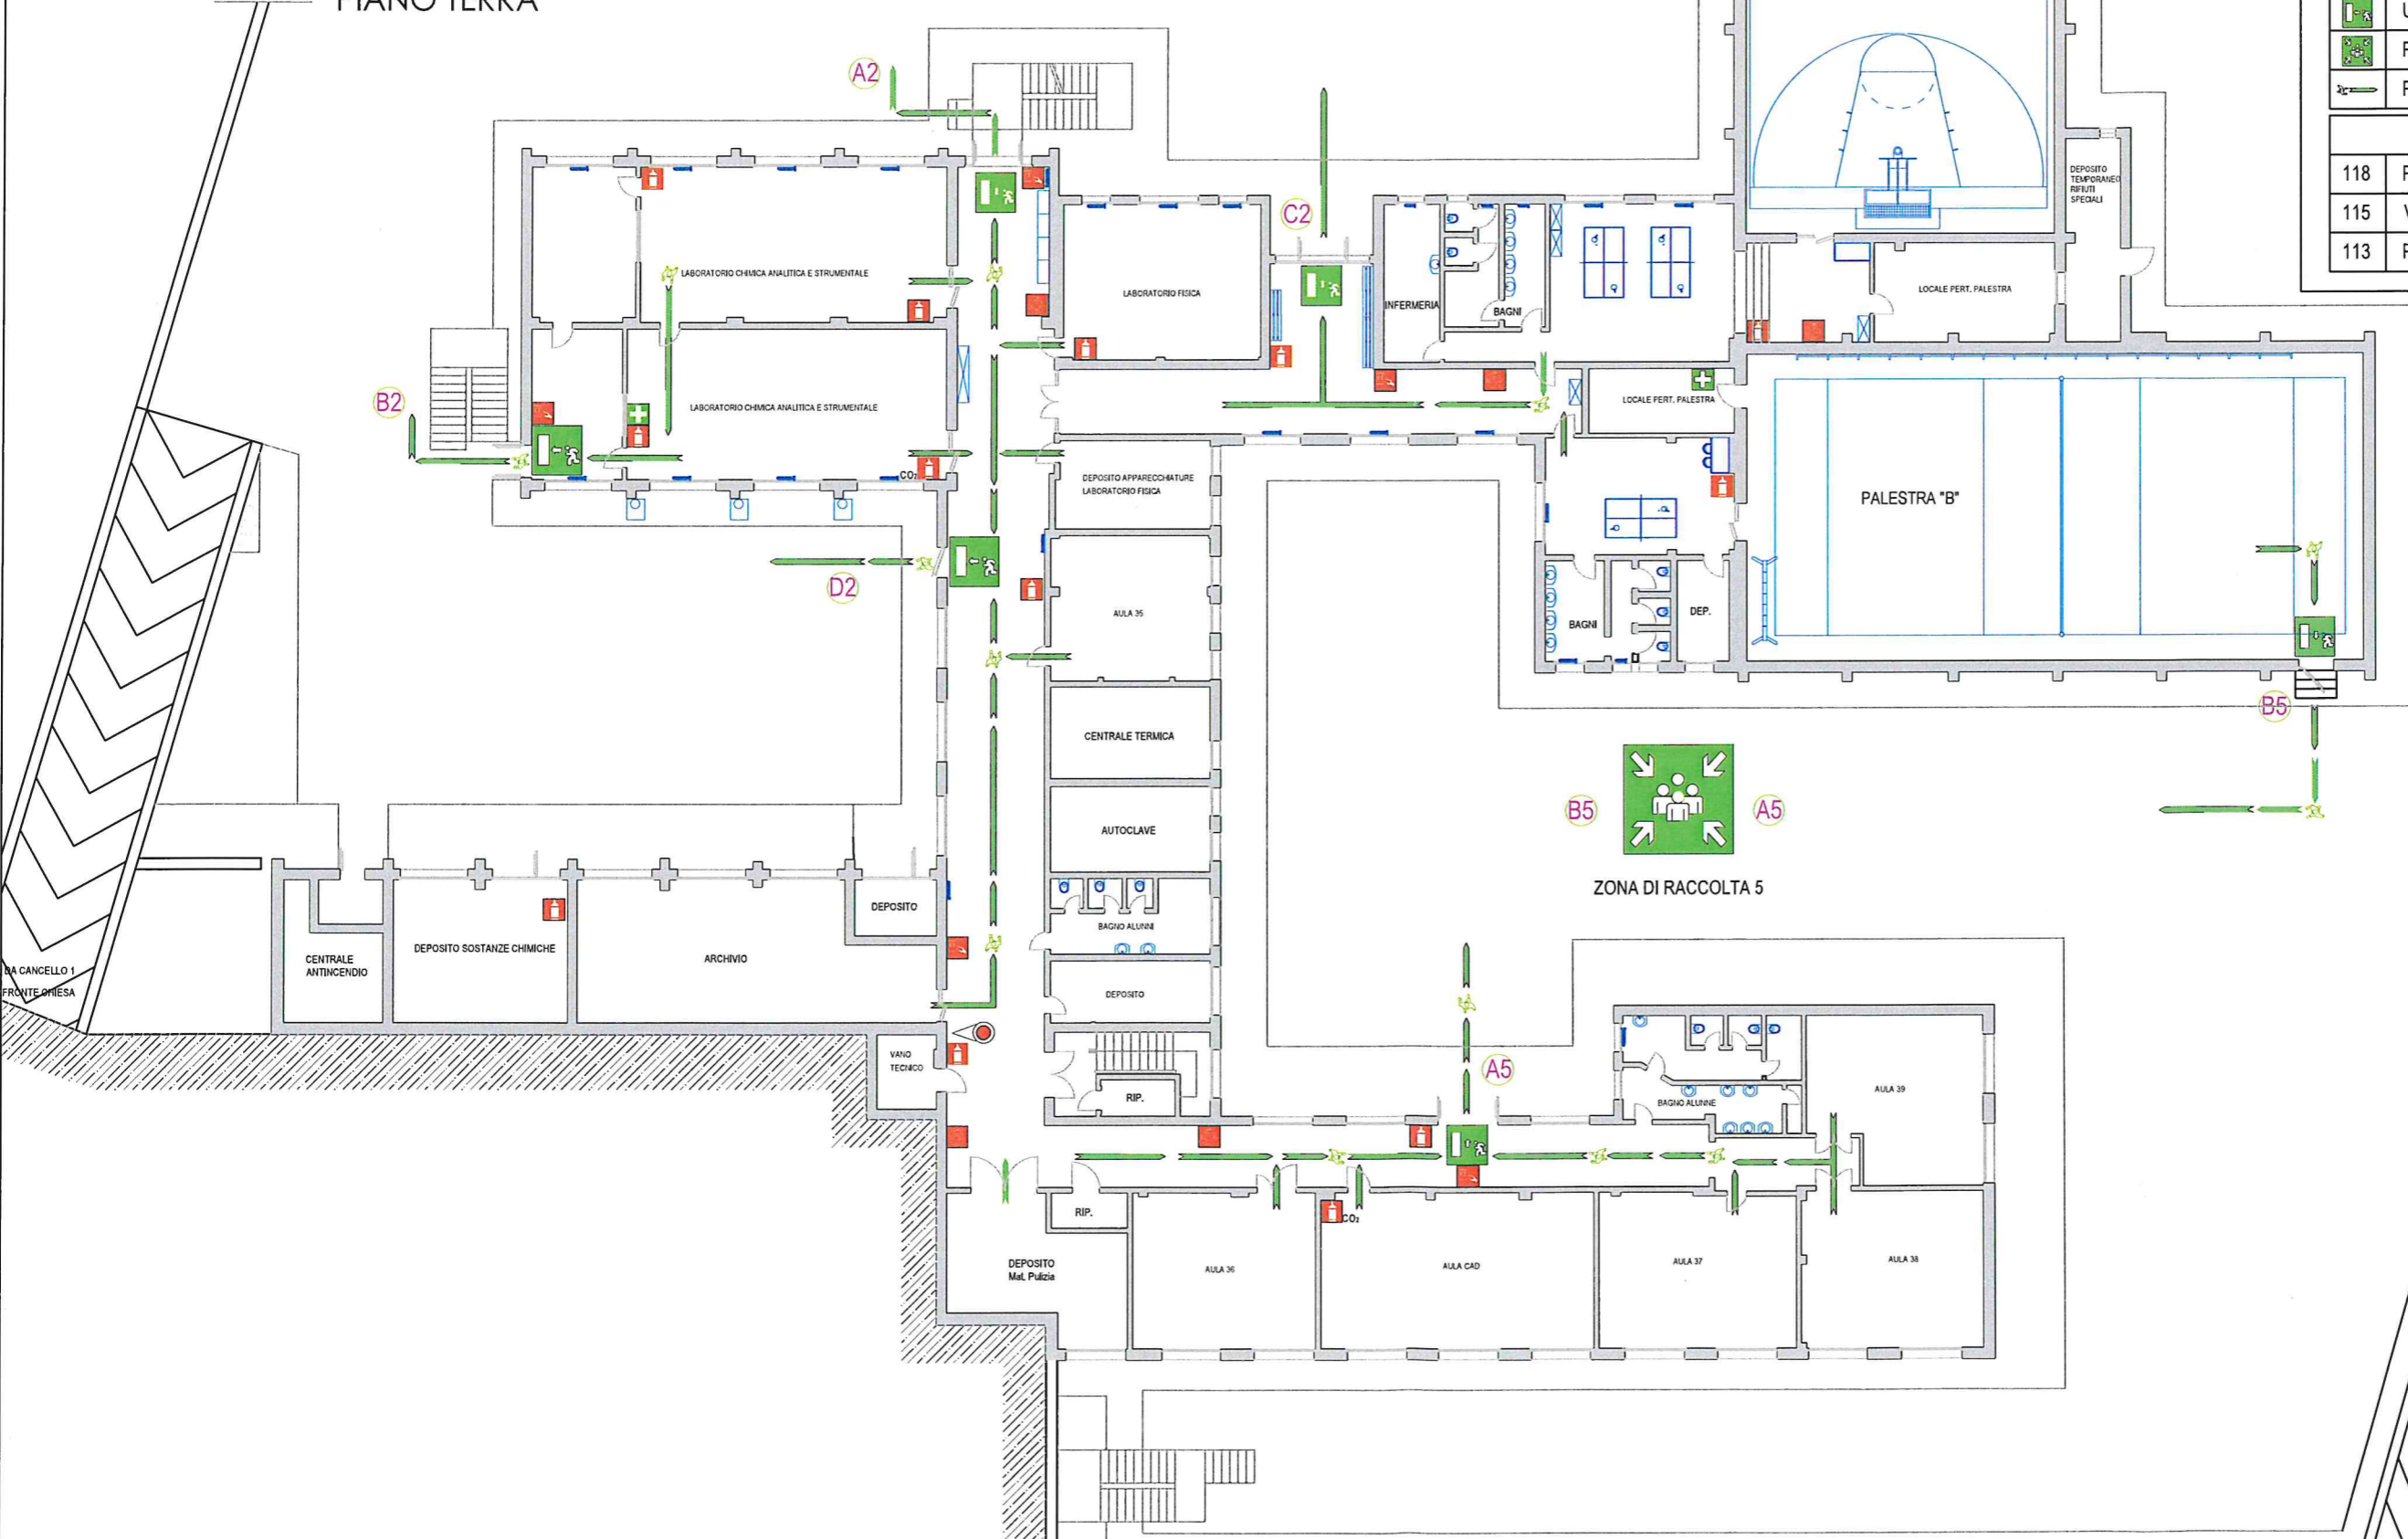 PIANO TERRA
118
115
113
A2
B2
C2
D2
LABORATORIO CHIMICA ANALITICA E STRUMENTALE
LABORATORIO CHIMICA ANALITICA E STRUMENTALE
CO₂
LABORATORIO FISICA
INFERMERIA
BAGNI
DEPOSITO
TEMPORANEO
RIFIUTI
SPECIALI
LOCALE PERT. PALESTRA
LOCALE PERT. PALESTRA
DEPOSITO APPARECCHIATURE
LABORATORIO FISICA
PALESTRA "B"
AULA 35
BAGNI
DEP.
B5
CENTRALE TERMICA
AUTOCLAVE
B5
A5
ZONA DI RACCOLTA 5
DEPOSITO
BAGNO ALUNNI
DEPOSITO SOSTANZE CHIMICHE
ARCHIVIO
CENTRALE
ANTINCENDIO
DA CANCELLO 1
FRONTE CHIESA
DEPOSITO
VANO
TECNICO
RIP.
A5
BAGNO ALUNNE
AULA 39
RIP.
CO₂
DEPOSITO
Mat. Pulizia
AULA 36
AULA CAD
AULA 37
AULA 38